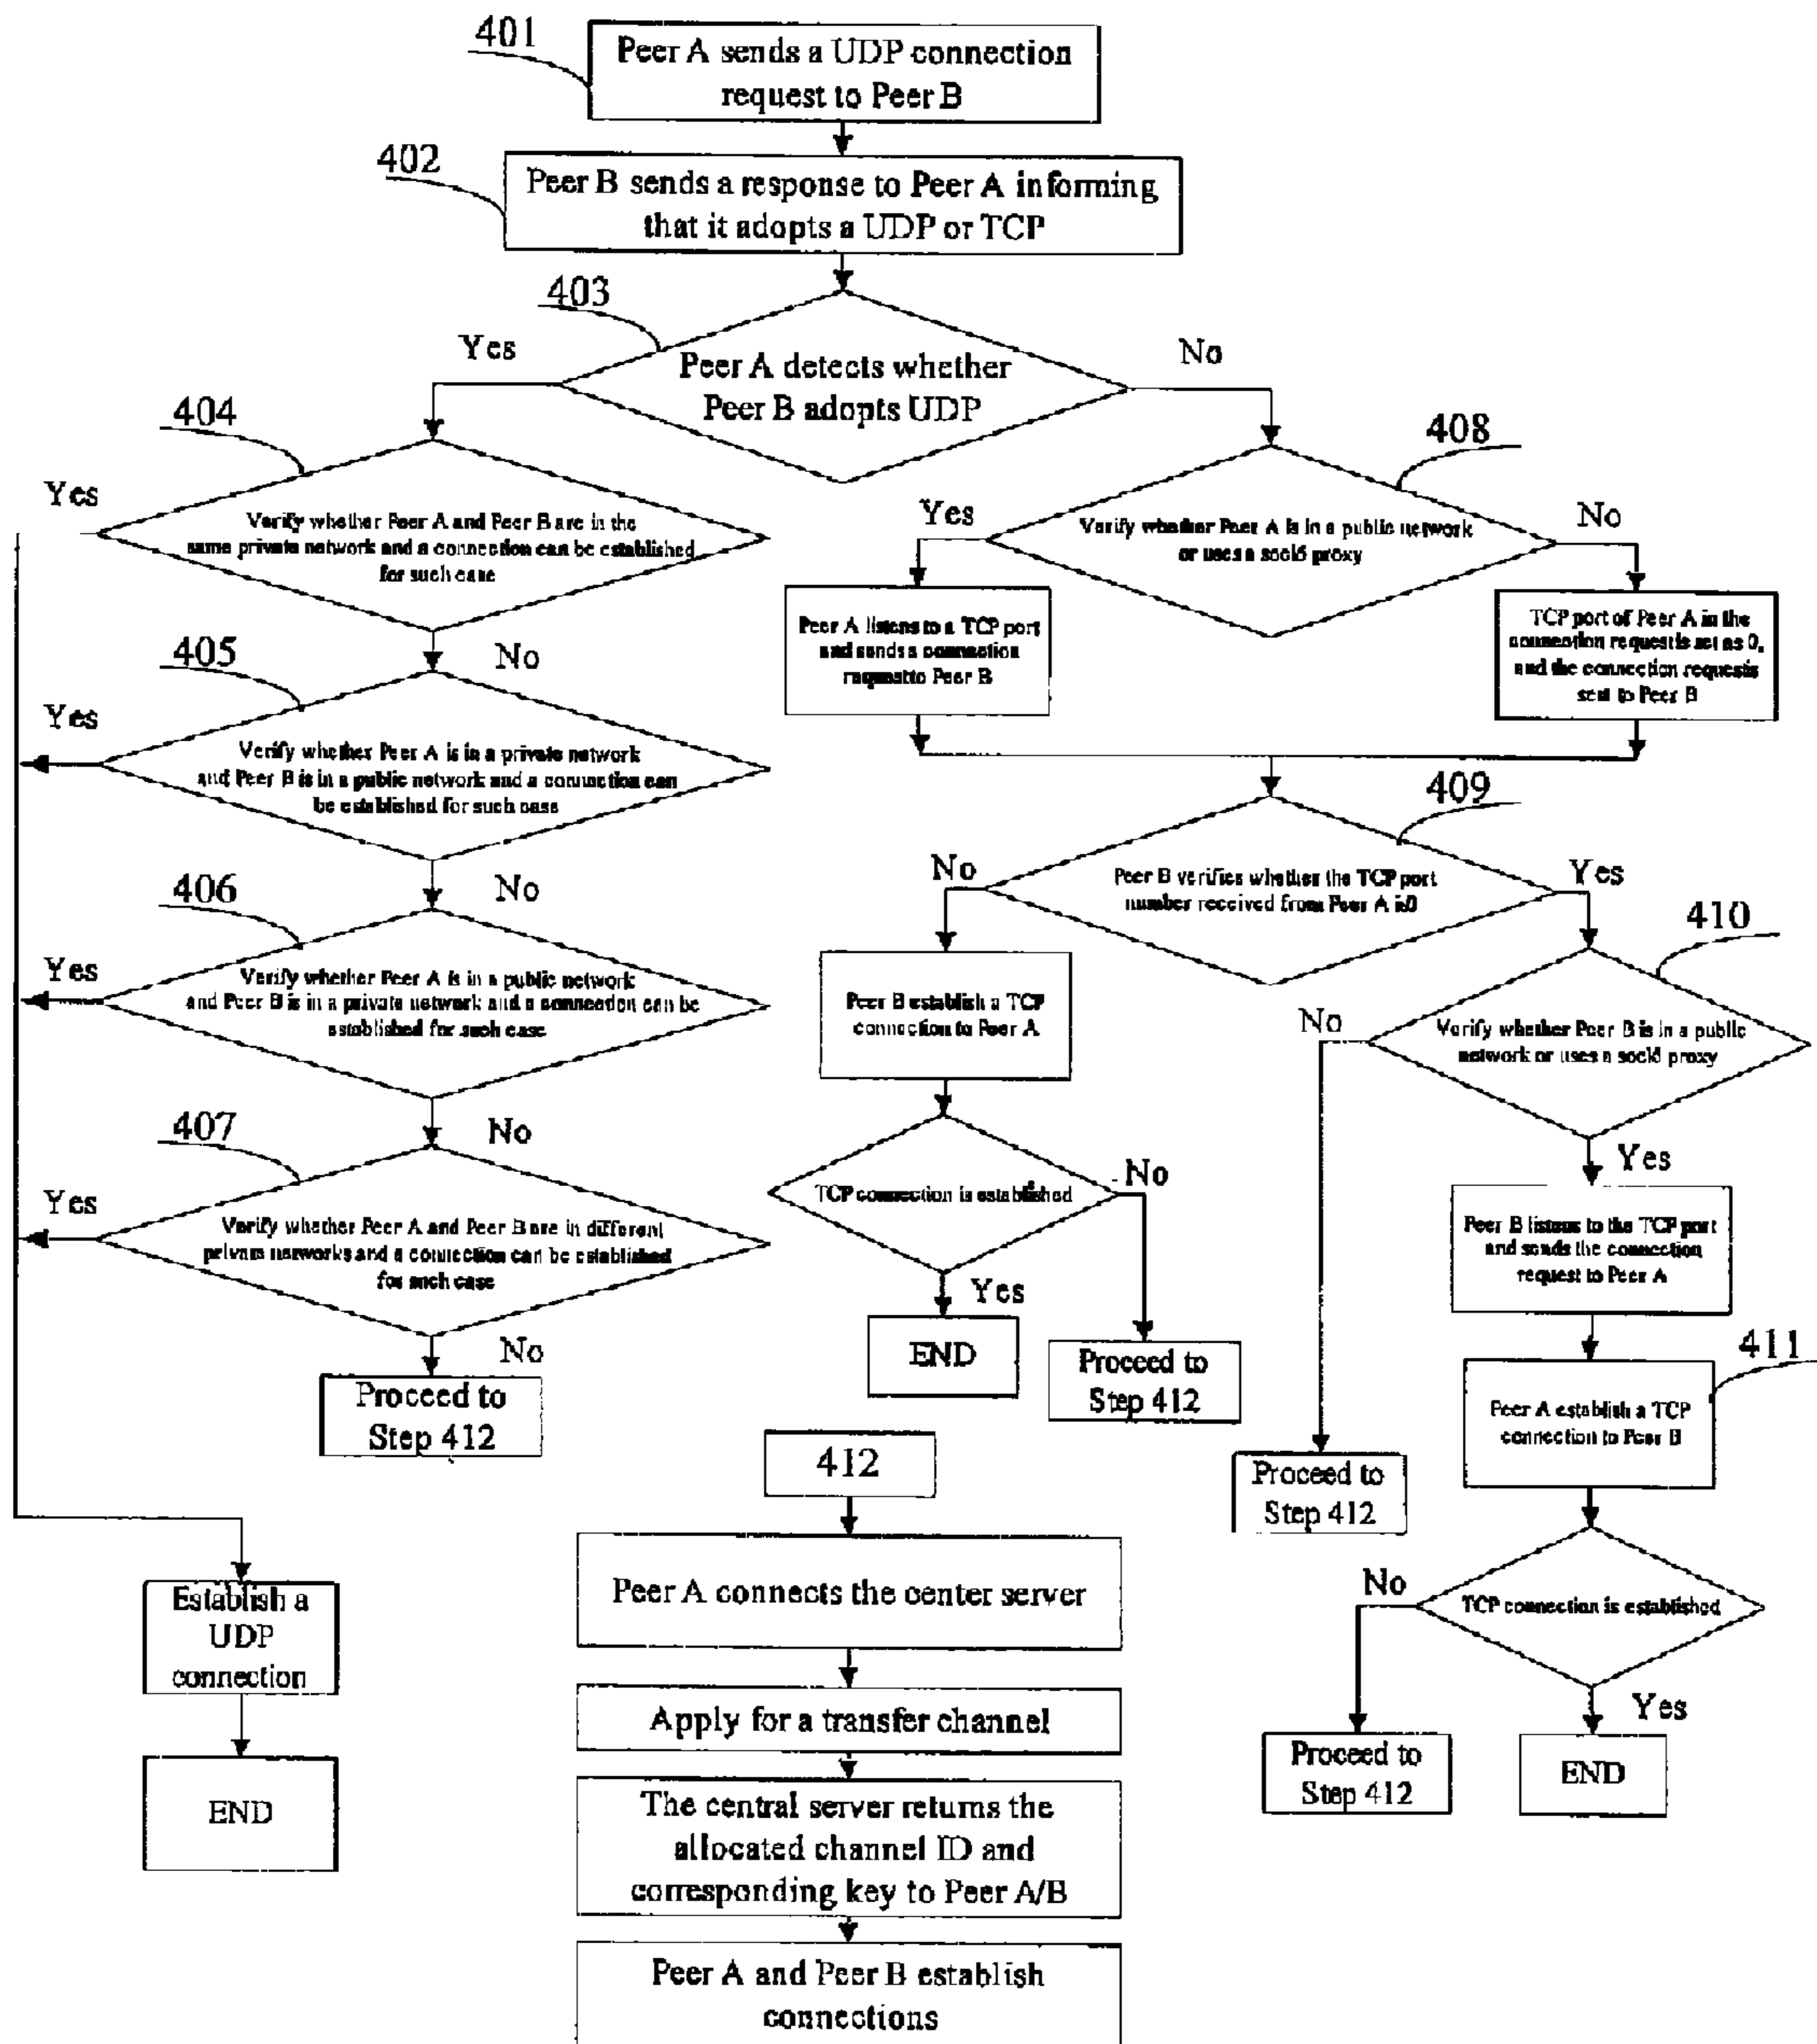 401
Peer A sends a UDP connection
request to Peer B
402
Peer B sends a response to Peer A informing
that it adopts a UDP or TCP
403
Yes
No
Peer A detects whether
Peer B adopts UDP
404
408
Yes
Verify whether Peer A and Peer B are in the
same private network and a connection can be established
for such case
Yes
Verify whether Peer A is in a public network
or uses a sock5 proxy
No
Peer A listens to a TCP port
and sends a connection
request to Peer B
TCP port of Peer A in the
connection request is set as 0,
and the connection request is
sent to Peer B
No
405
Yes
Verify whether Peer A is in a private network
and Peer B is in a public network and a connection can
be established for such case
409
No
406
No
Peer B verifies whether the TCP port
number received from Peer A is 0
Yes
410
Yes
Verify whether Peer A is in a public network
and Peer B is in a private network and a connection can be
established for such case
Peer B establish a TCP
connection to Peer A
No
Verify whether Peer B is in a public
network or uses a sock5 proxy
No
407
Yes
Verify whether Peer A and Peer B are in different
private networks and a connection can be established
for such case
TCP connection is established
No
Yes
Yes
Peer B listens to the TCP port
and sends the connection
request to Peer A
No
Proceed to
Step 412
END
Proceed to
Step 412
411
Peer A establish a TCP
connection to Peer B
412
Proceed to
Step 412
Peer A connects the center server
No
TCP connection is established
Yes
Establish a
UDP
connection
Apply for a transfer channel
Proceed to
Step 412
END
END
The central server returns the
allocated channel ID and
corresponding key to Peer A/B
Peer A and Peer B establish
connections